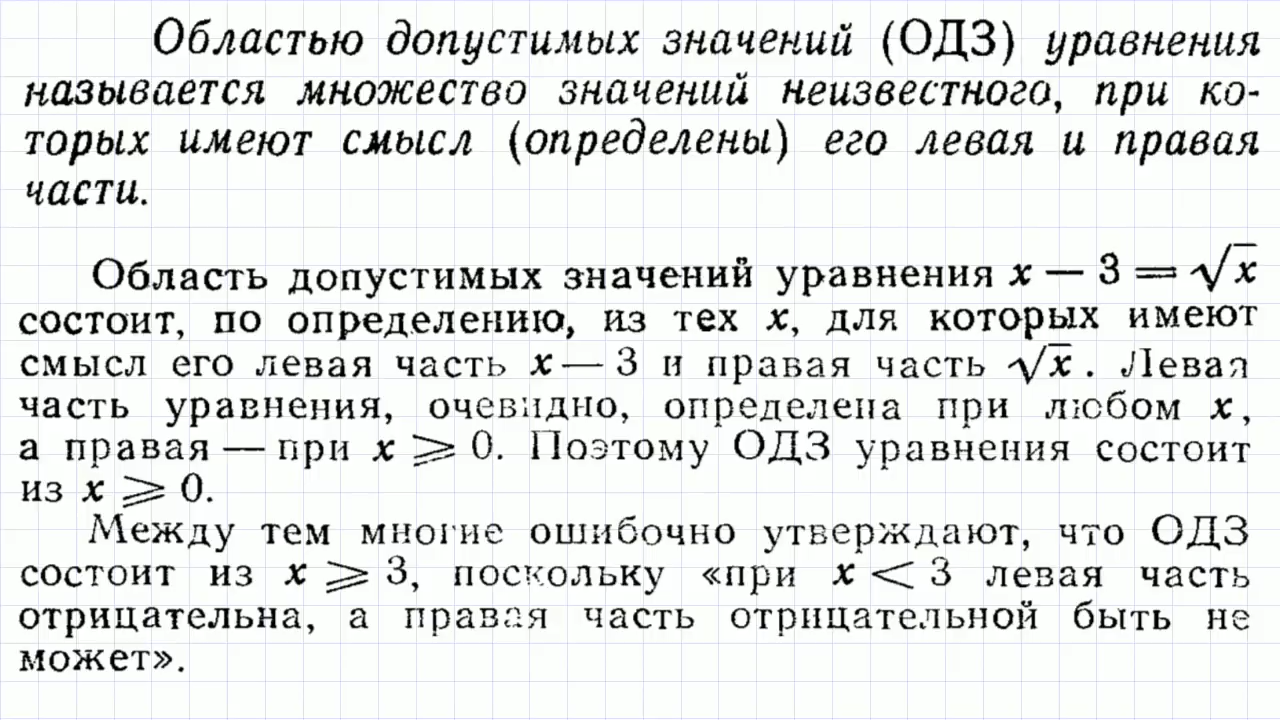 Областью допустимых значений (ОДЗ) уравнения
называется множество значений неизвестного, при ко-
торых имеют смысл (определены) его левая и правая
части.
Область допустимых значений уравнения x — 3 = √x
состоит, по определению, из тех x, для которых имеют
смысл его левая часть x — 3 и правая часть √x. Левая
часть уравнения, очевидно, определена при любом x,
а правая — при x ⩾ 0. Поэтому ОДЗ уравнения состоит
из x ⩾ 0.
Между тем многие ошибочно утверждают, что ОДЗ
состоит из x ⩾ 3, поскольку «при x < 3 левая часть
отрицательна, а правая часть отрицательной быть не
может».